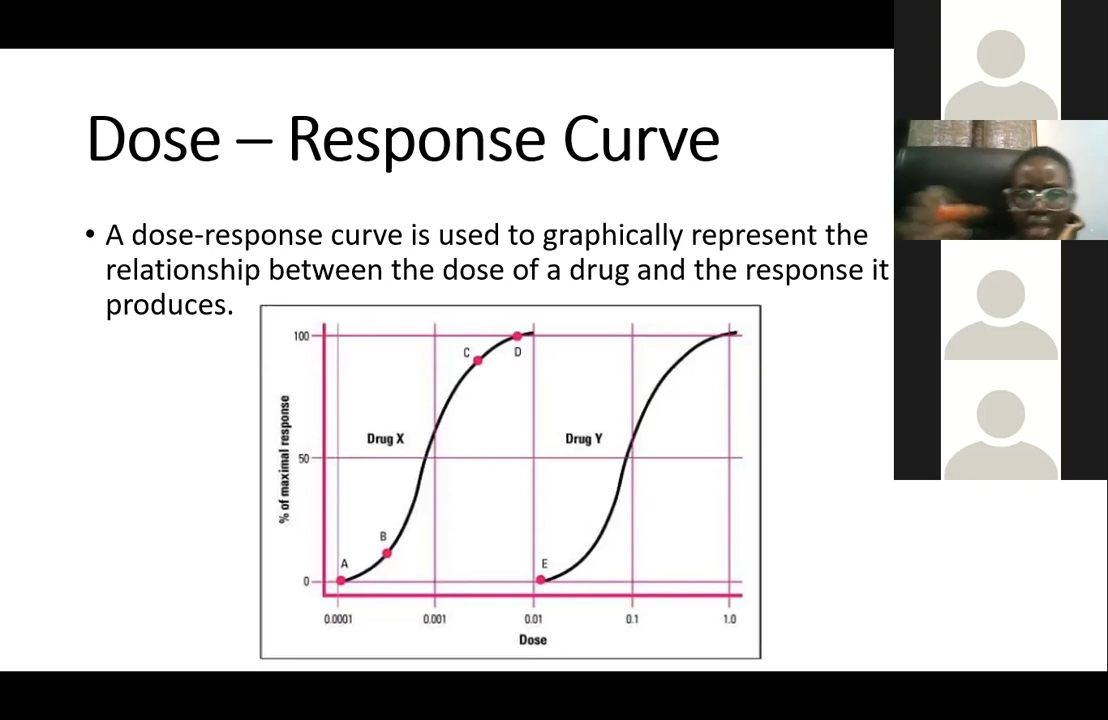 Dose – Response Curve
• A dose-response curve is used to graphically represent the
relationship between the dose of a drug and the response it
produces.
% of maximal response
100
50
0
C
D
Drug X
Drug Y
B
A
E
0.0001
0.001
0.01
0.1
1.0
Dose